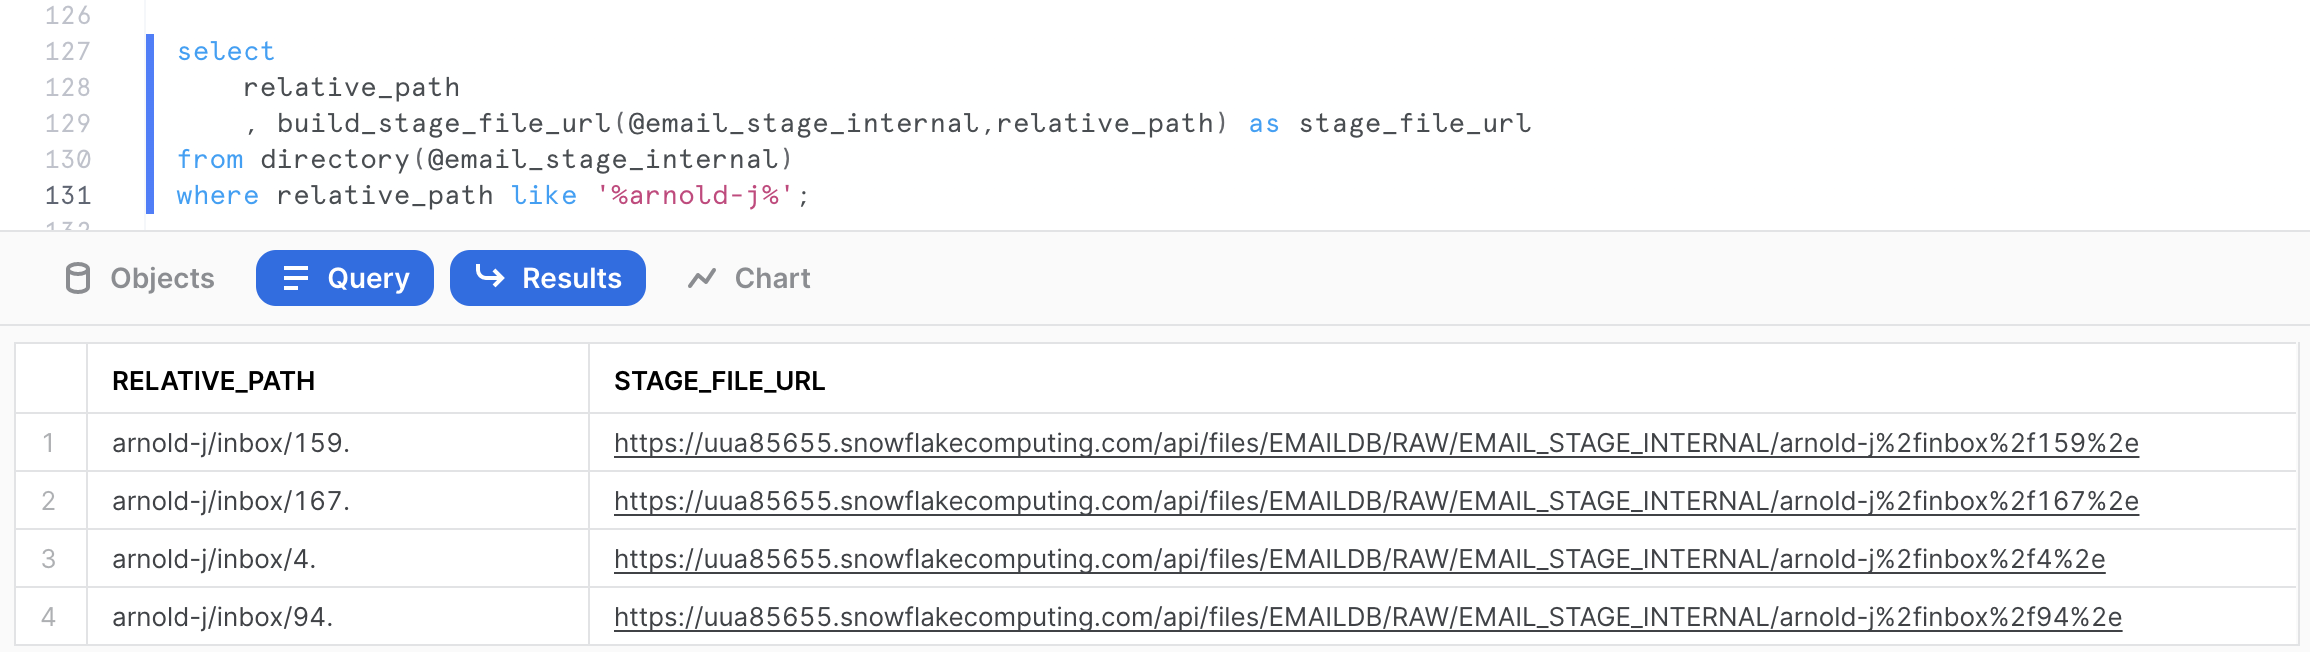 126
127 select
128 relative_path
129 , build_stage_file_url(@email_stage_internal,relative_path) as stage_file_url
130 from directory(@email_stage_internal)
131 where relative_path like '%arnold-j%';
132
Objects Query Results Chart
RELATIVE_PATH STAGE_FILE_URL
1 arnold-j/inbox/159. https://uua85655.snowflakecomputing.com/api/files/EMAILDB/RAW/EMAIL_STAGE_INTERNAL/arnold-j%2finbox%2f159%2e
2 arnold-j/inbox/167. https://uua85655.snowflakecomputing.com/api/files/EMAILDB/RAW/EMAIL_STAGE_INTERNAL/arnold-j%2finbox%2f167%2e
3 arnold-j/inbox/4. https://uua85655.snowflakecomputing.com/api/files/EMAILDB/RAW/EMAIL_STAGE_INTERNAL/arnold-j%2finbox%2f4%2e
4 arnold-j/inbox/94. https://uua85655.snowflakecomputing.com/api/files/EMAILDB/RAW/EMAIL_STAGE_INTERNAL/arnold-j%2finbox%2f94%2e